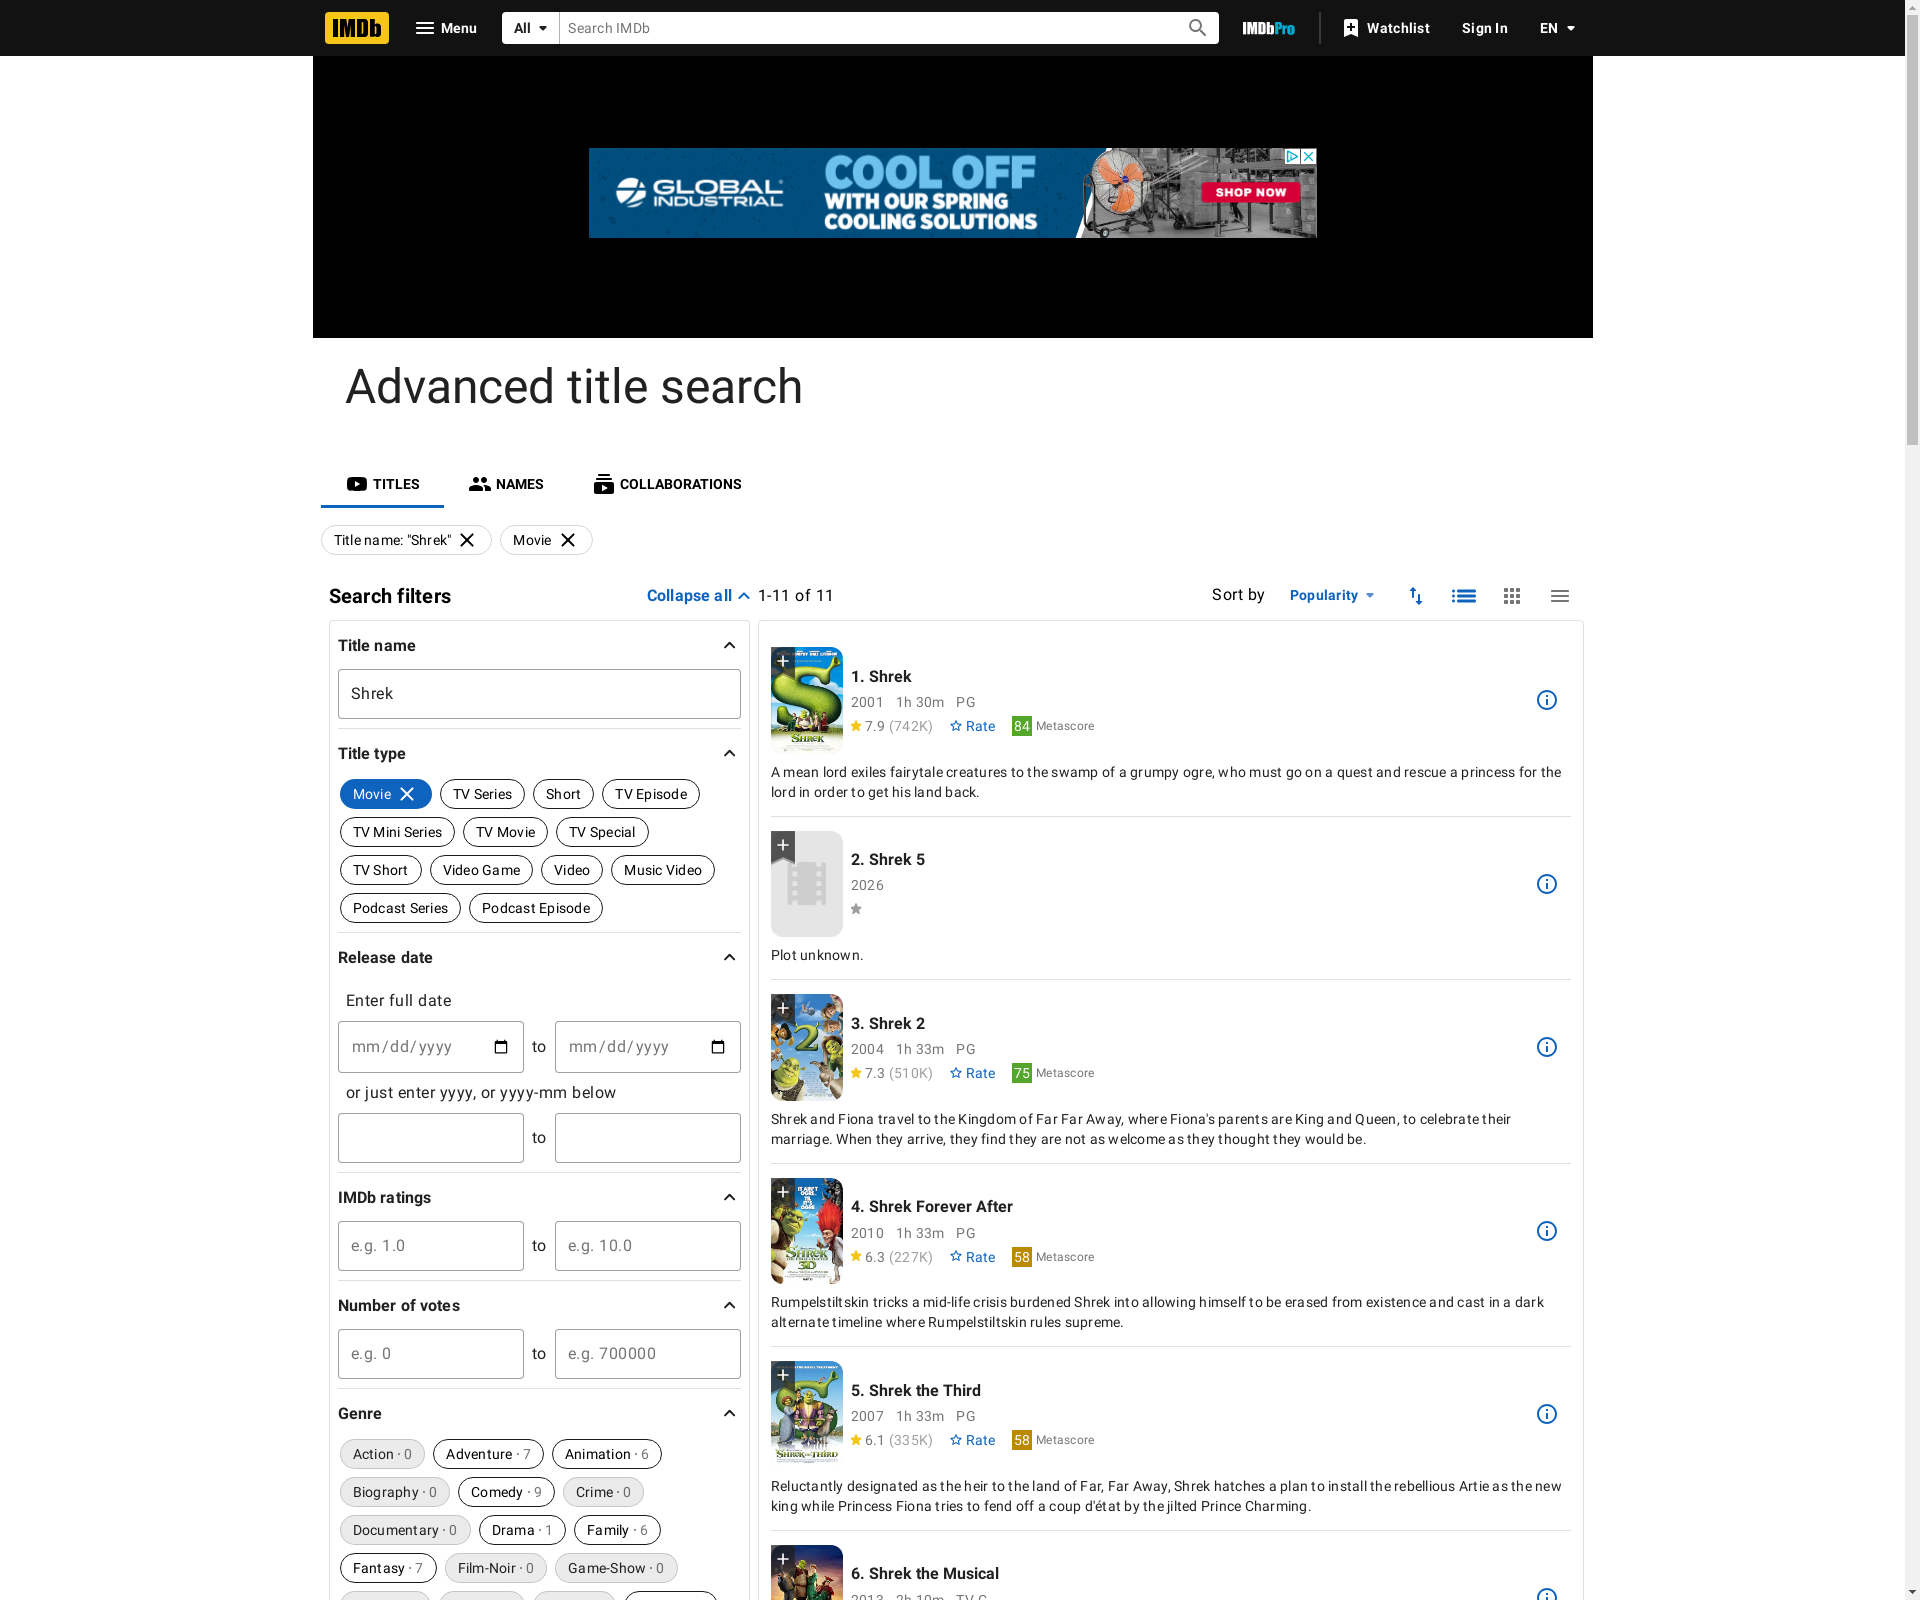 IMDb Menu All Search IMDb IMDbPro Watchlist Sign In EN
GLOBAL INDUSTRIAL
COOL OFF
WITH OUR SPRING
COOLING SOLUTIONS
SHOP NOW
Advanced title search
TITLES NAMES COLLABORATIONS
Title name: "Shrek" Movie
Search filters Collapse all
Title name
Shrek
Title type
Movie TV Series Short TV Episode
TV Mini Series TV Movie TV Special
TV Short Video Game Video Music Video
Podcast Series Podcast Episode
Release date
Enter full date
mm/dd/yyyy to mm/dd/yyyy
or just enter yyyy, or yyyy-mm below
to
IMDb ratings
e.g. 1.0 to e.g. 10.0
Number of votes
e.g. 0 to e.g. 700000
Genre
Action · 0 Adventure · 7 Animation · 6
Biography · 0 Comedy · 9 Crime · 0
Documentary · 0 Drama · 1 Family · 6
Fantasy · 7 Film-Noir · 0 Game-Show · 0
1-11 of 11 Sort by Popularity
1. Shrek
2001 1h 30m PG
7.9 (742K) Rate 84 Metascore
A mean lord exiles fairytale creatures to the swamp of a grumpy ogre, who must go on a quest and rescue a princess for the
lord in order to get his land back.
2. Shrek 5
2026
Plot unknown.
3. Shrek 2
2004 1h 33m PG
7.3 (510K) Rate 75 Metascore
Shrek and Fiona travel to the Kingdom of Far Far Away, where Fiona's parents are King and Queen, to celebrate their
marriage. When they arrive, they find they are not as welcome as they thought they would be.
4. Shrek Forever After
2010 1h 33m PG
6.3 (227K) Rate 58 Metascore
Rumpelstiltskin tricks a mid-life crisis burdened Shrek into allowing himself to be erased from existence and cast in a dark
alternate timeline where Rumpelstiltskin rules supreme.
5. Shrek the Third
2007 1h 33m PG
6.1 (335K) Rate 58 Metascore
Reluctantly designated as the heir to the land of Far, Far Away, Shrek hatches a plan to install the rebellious Artie as the new
king while Princess Fiona tries to fend off a coup d'état by the jilted Prince Charming.
6. Shrek the Musical
2013 2h 10m TV-G